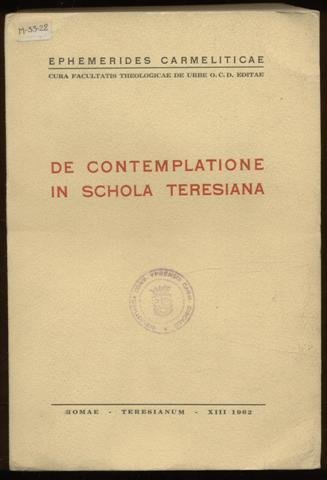 M-33-22
EPHEMERIDES CARMELITICAE
CURA FACULTATIS THEOLOGICAE DE URBE O. C. D. EDITAE
DE CONTEMPLATIONE
IN SCHOLA TERESIANA
ROMAE - TERESIANUM - XIII 1962